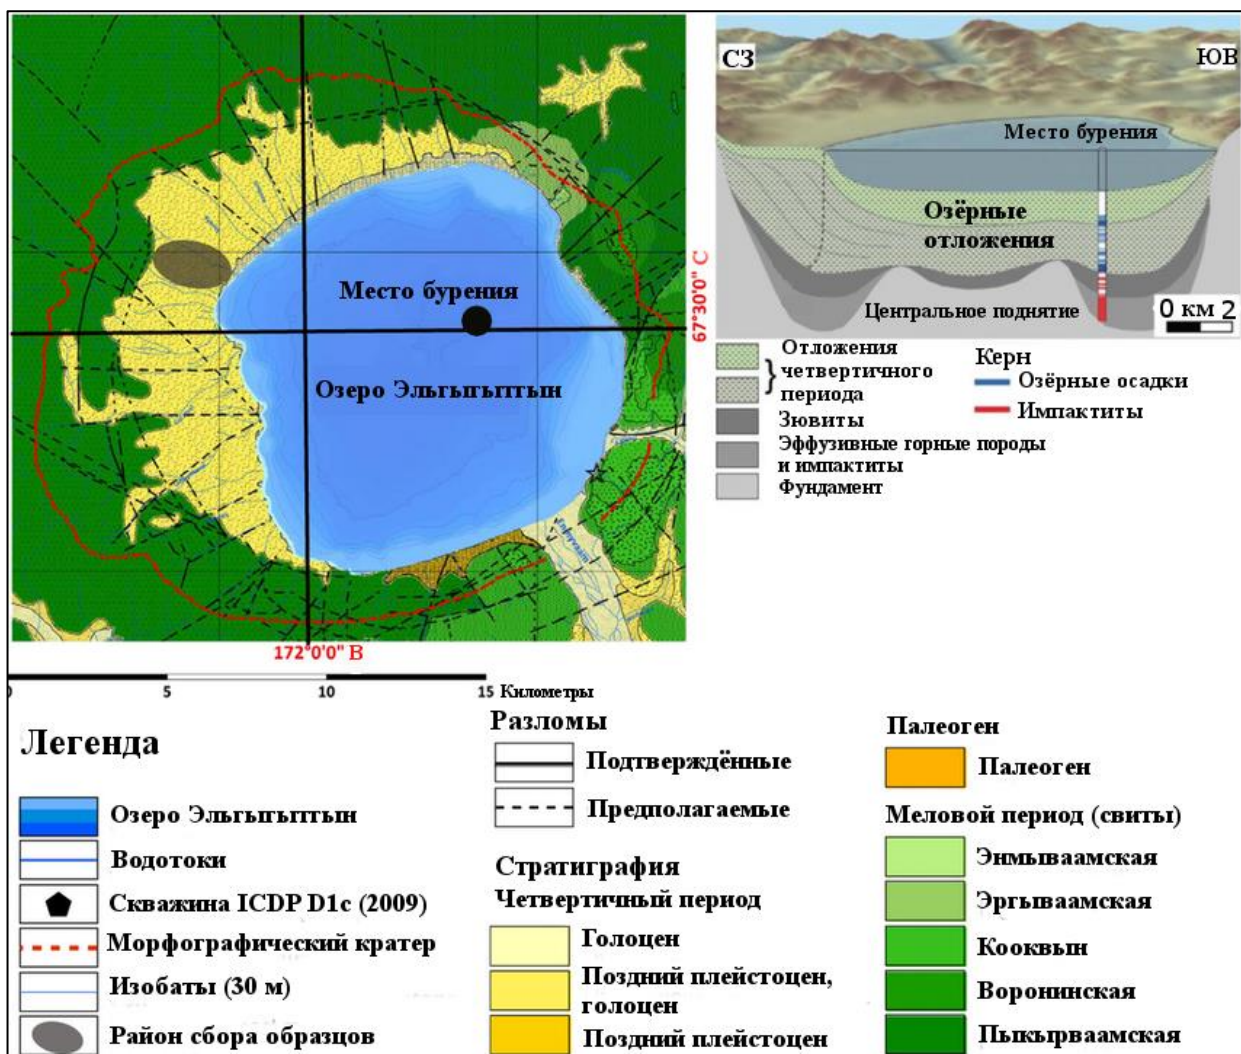 Место бурения
Озеро Эльгыгыттын
67°30'0" С
172°0'0" В
0 5 10 15 Километры
СЗ
ЮВ
Место бурения
Озёрные
отложения
Центральное поднятие
0 км 2
Отложения
четвертичного
периода
Зювиты
Эффузивные горные породы
и импактиты
Фундамент
Керн
Озёрные осадки
Импактиты
Легенда
Озеро Эльгыгыттын
Водотоки
Скважина ICDP D1c (2009)
Морфографический кратер
Изобаты (30 м)
Район сбора образцов
Разломы
Подтверждённые
Предполагаемые
Стратиграфия
Четвертичный период
Голоцен
Поздний плейстоцен,
голоцен
Поздний плейстоцен
Палеоген
Палеоген
Меловой период (свиты)
Энмываамская
Эргываамская
Кооквын
Воронинская
Пыкырваамская